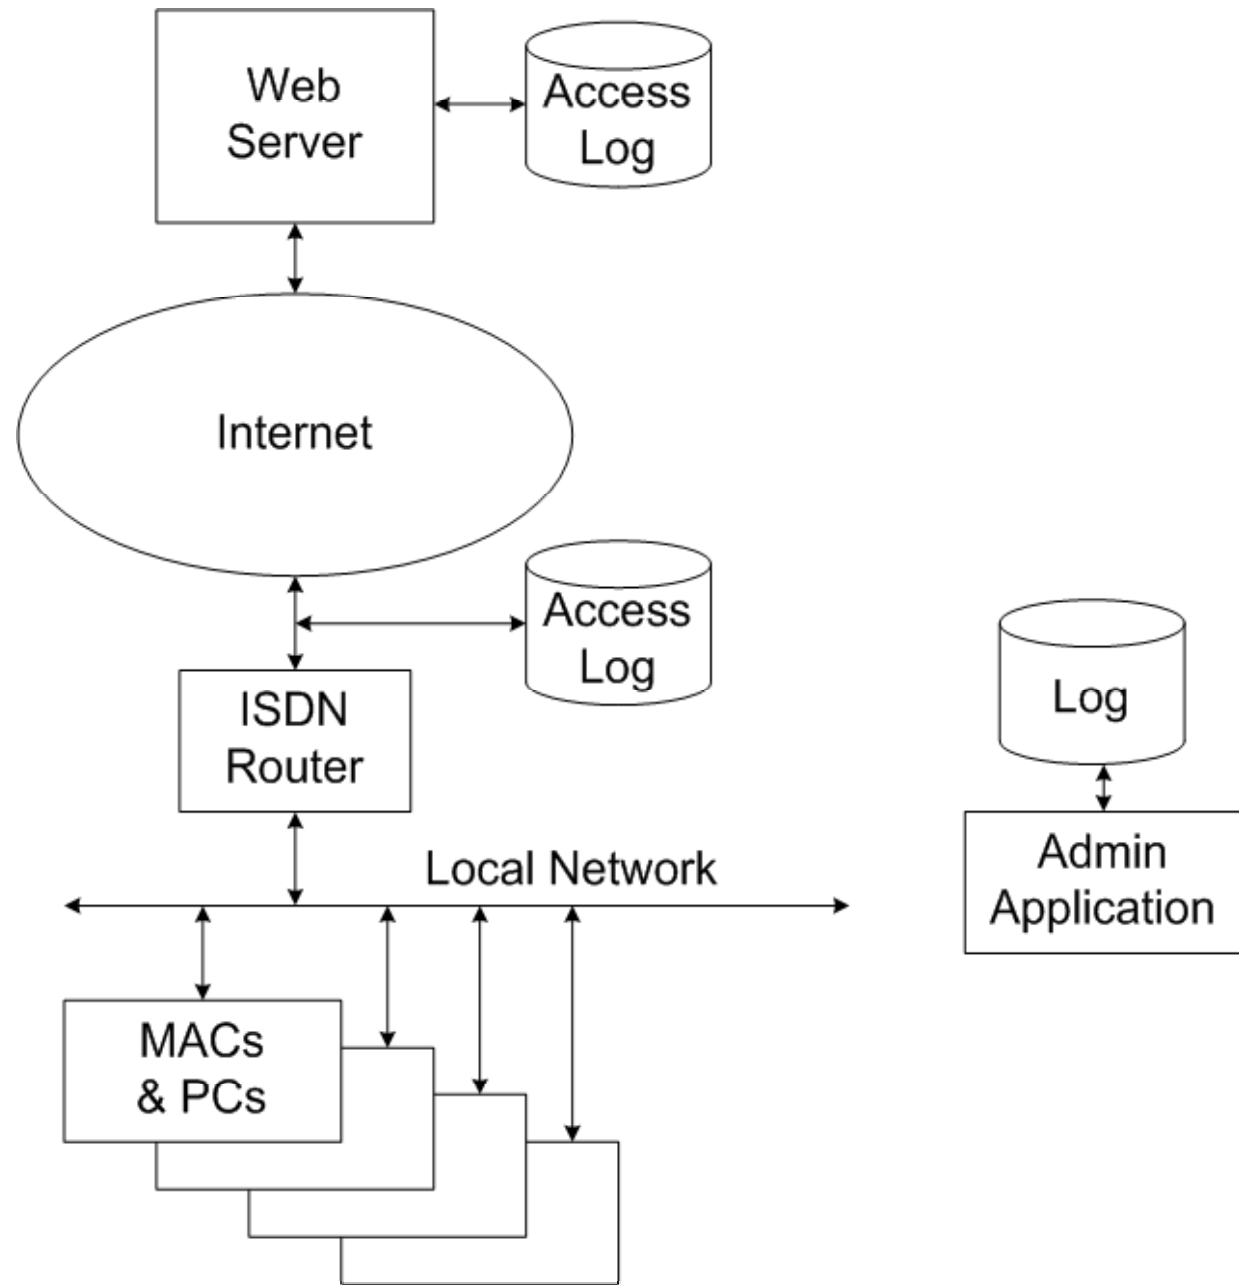 Web
Server
Access
Log
Internet
Access
Log
ISDN
Router
Log
Local Network
Admin
Application
MACs
& PCs